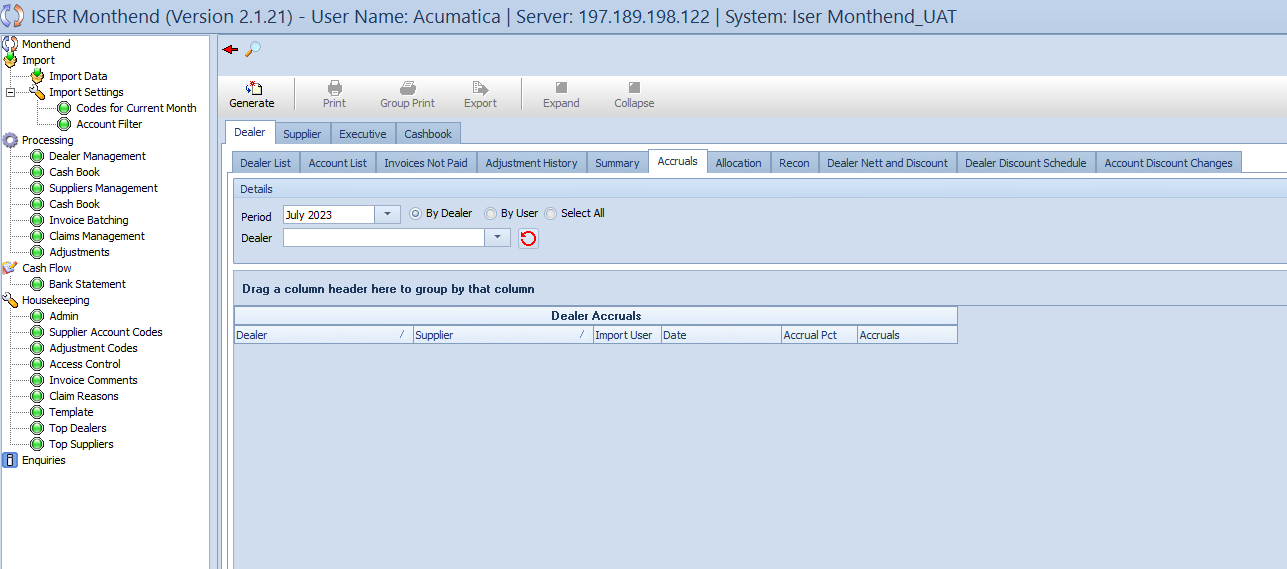 ISER Monthend (Version 2.1.21) - User Name: Acumatica | Server: 197.189.198.122 | System: Iser Monthend_UAT
Monthend
Import
Import Data
Import Settings
Codes for Current Month
Account Filter
Processing
Dealer Management
Cash Book
Suppliers Management
Cash Book
Invoice Batching
Claims Management
Adjustments
Cash Flow
Bank Statement
Housekeeping
Admin
Supplier Account Codes
Adjustment Codes
Access Control
Invoice Comments
Claim Reasons
Template
Top Dealers
Top Suppliers
Enquiries
Generate Print Group Print Export Expand Collapse
Dealer Supplier Executive Cashbook
Dealer List Account List Invoices Not Paid Adjustment History Summary Accruals Allocation Recon Dealer Nett and Discount Dealer Discount Schedule Account Discount Changes
Details
Period July 2023 By Dealer By User Select All
Dealer
Drag a column header here to group by that column
Dealer Accruals
Dealer Supplier Import User Date Accrual Pct Accruals